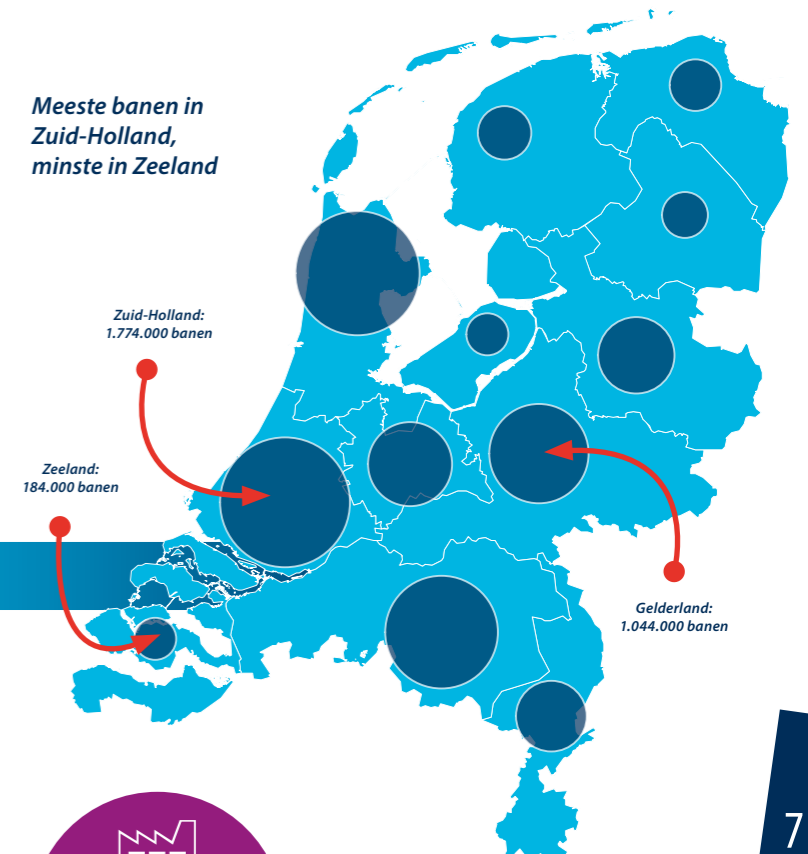 Meeste banen in
Zuid-Holland,
minste in Zeeland
Zuid-Holland:
1.774.000 banen
Zeeland:
184.000 banen
Gelderland:
1.044.000 banen
7